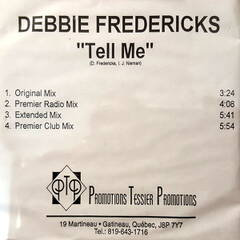 DEBBIE FREDERICKS
"Tell Me"
(D. Fredericks, I. J. Naman)
1. Original Mix 3:24
2. Premier Radio Mix 4:06
3. Extended Mix 5:41
4. Premier Club Mix 5:54
PTP
PROMOTIONS TESSIER PROMOTIONS
19 Martineau • Gatineau, Québec, J8P 7Y7
Tel.: 819-643-1716